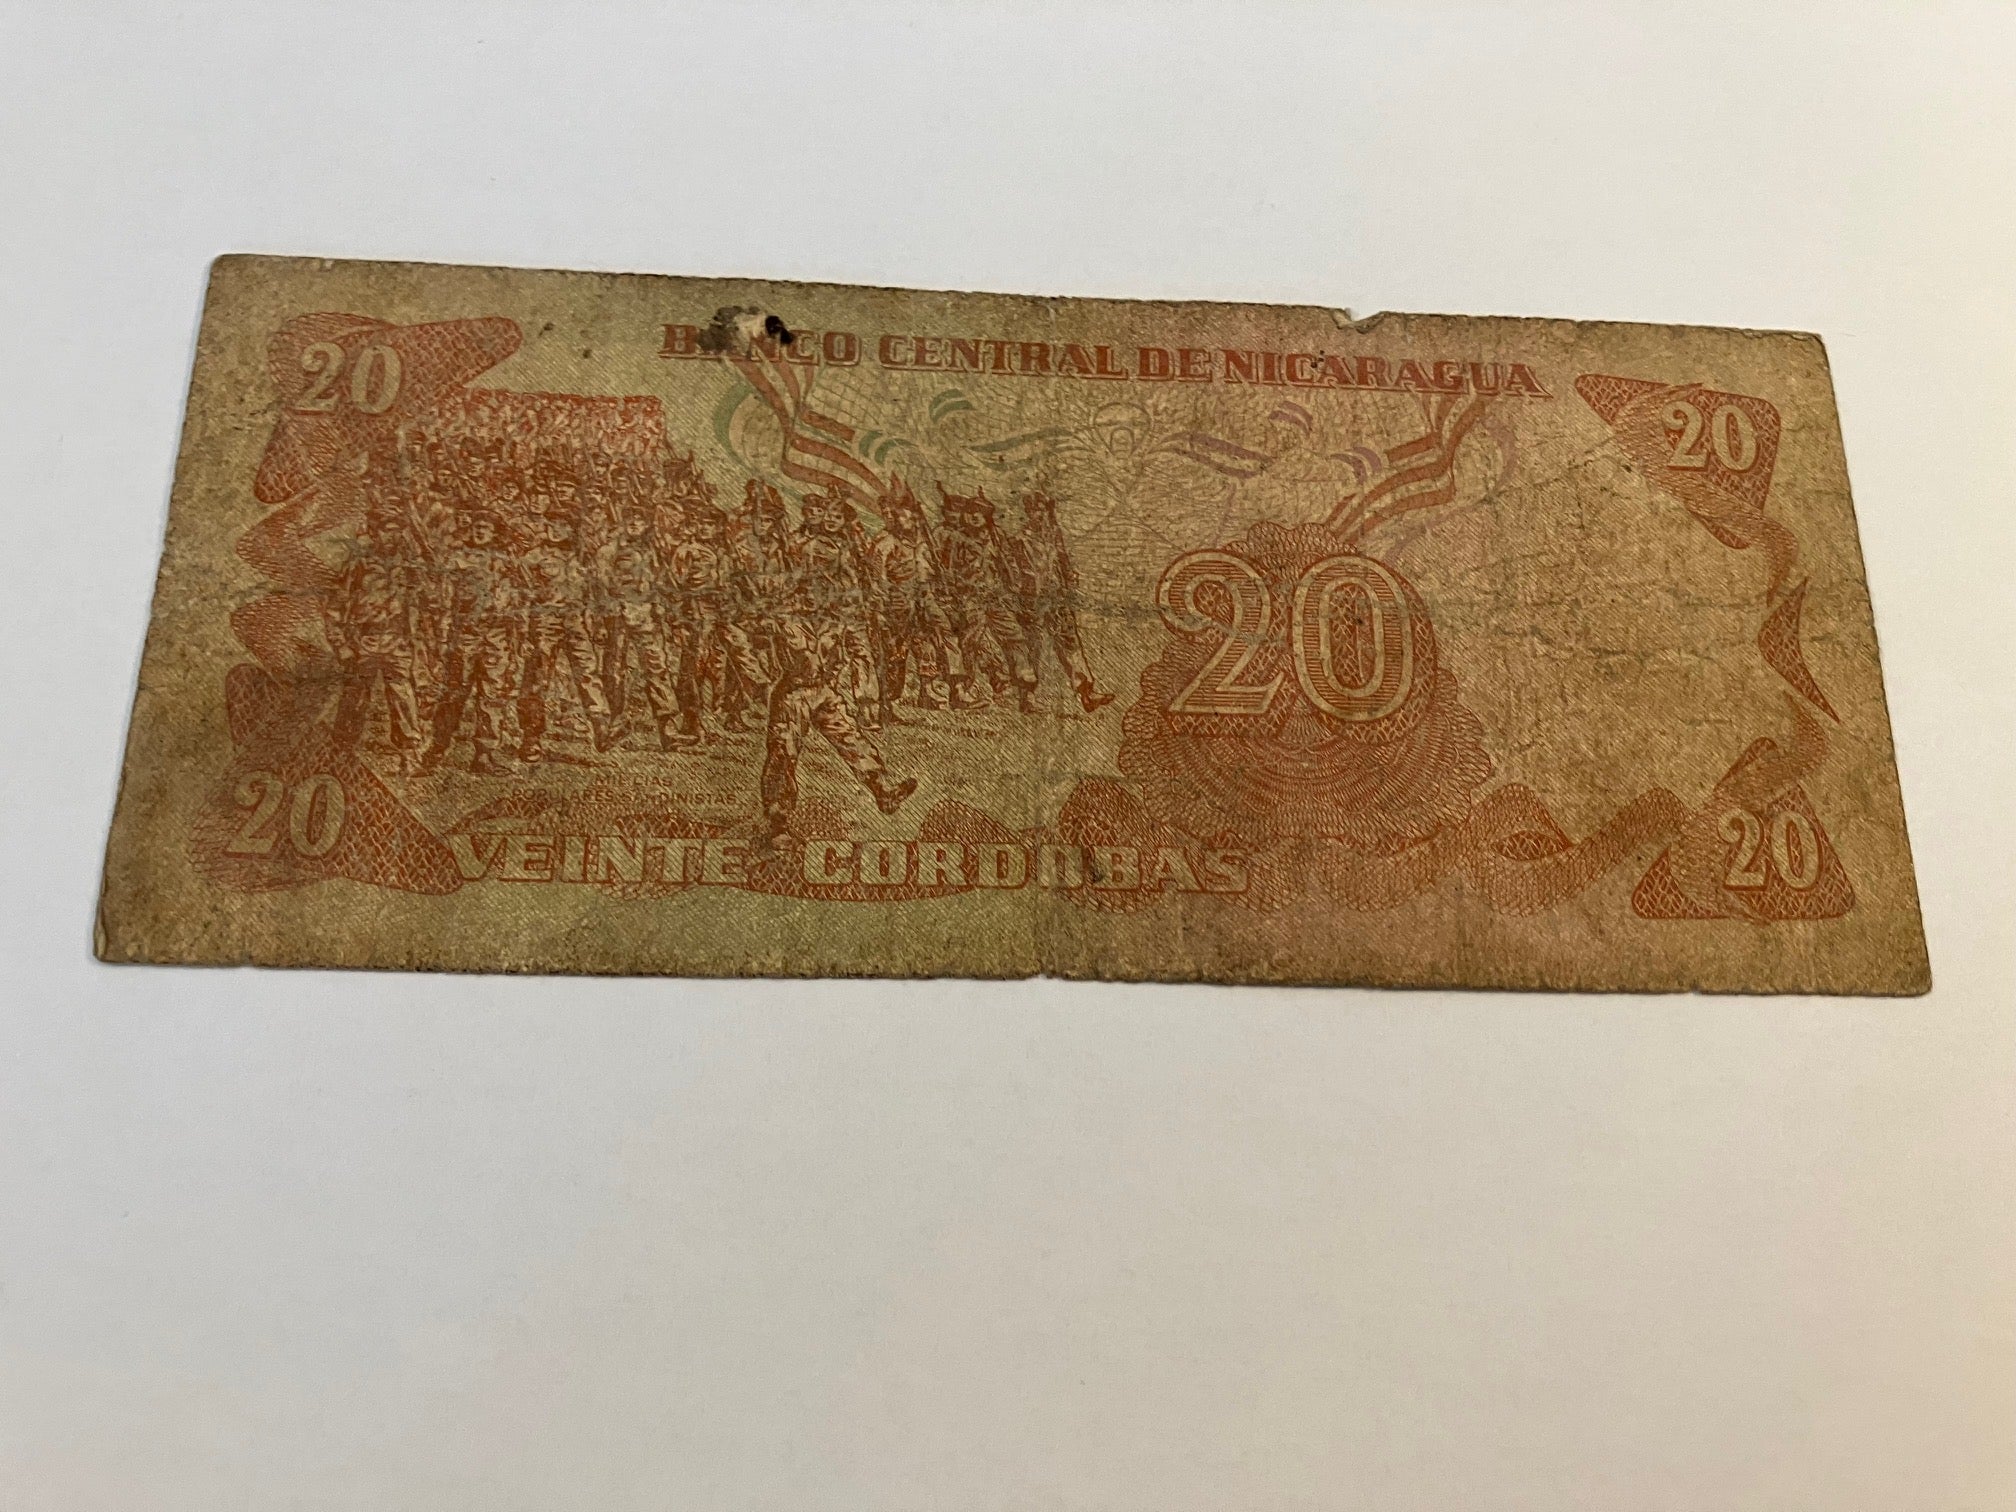 BANCO CENTRAL DE NICARAGUA
20
20
20
MILICIAS
POPULARES SANDINISTAS
20
VEINTE CORDOBAS
20